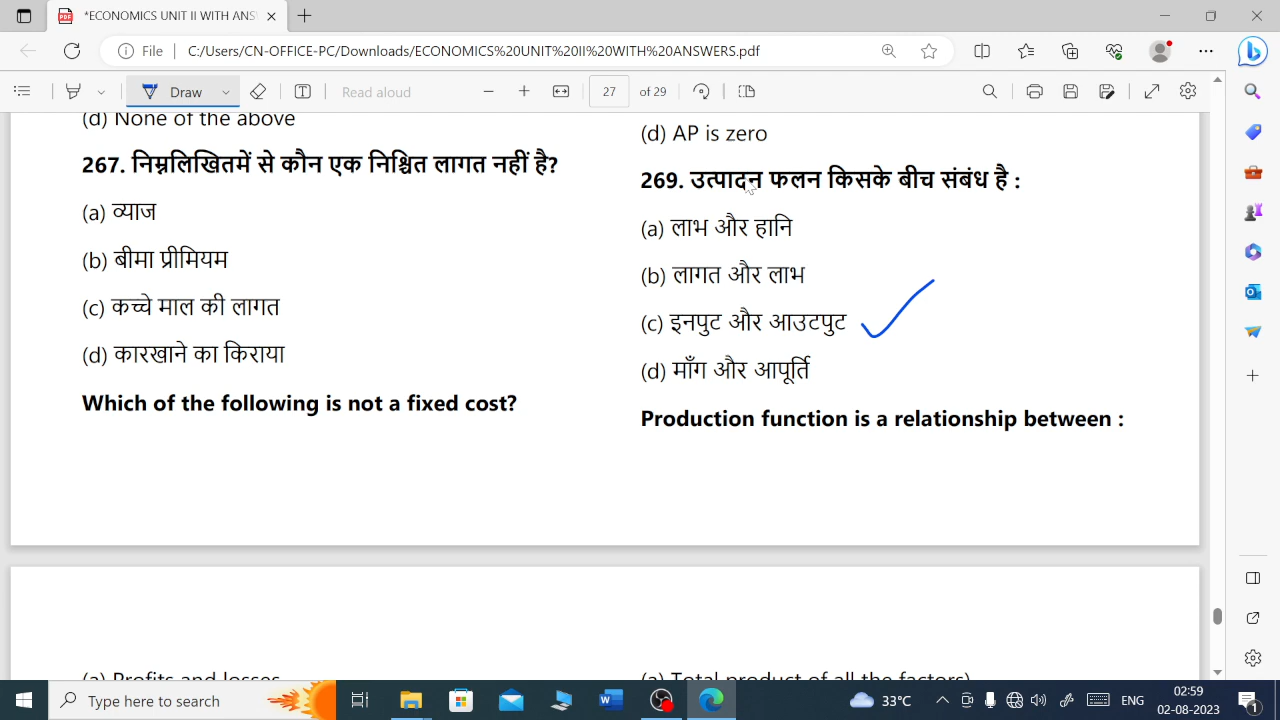 *ECONOMICS UNIT II WITH ANS
File
C:/Users/CN-OFFICE-PC/Downloads/ECONOMICS%20UNIT%20II%20WITH%20ANSWERS.pdf
Draw
Read aloud
27
of 29
(d) None of the above
267. निम्नलिखितमें से कौन एक निश्चित लागत नहीं है?
(a) व्याज
(b) बीमा प्रीमियम
(c) कच्चे माल की लागत
(d) कारखाने का किराया
Which of the following is not a fixed cost?
(d) AP is zero
269. उत्पादन फलन किसके बीच संबंध है :
(a) लाभ और हानि
(b) लागत और लाभ
(c) इनपुट और आउटपुट
(d) माँग और आपूर्ति
Production function is a relationship between :
(a) Profits and losses
(a) Total product of all the factors)
Type here to search
33°C
ENG
02:59
02-08-2023